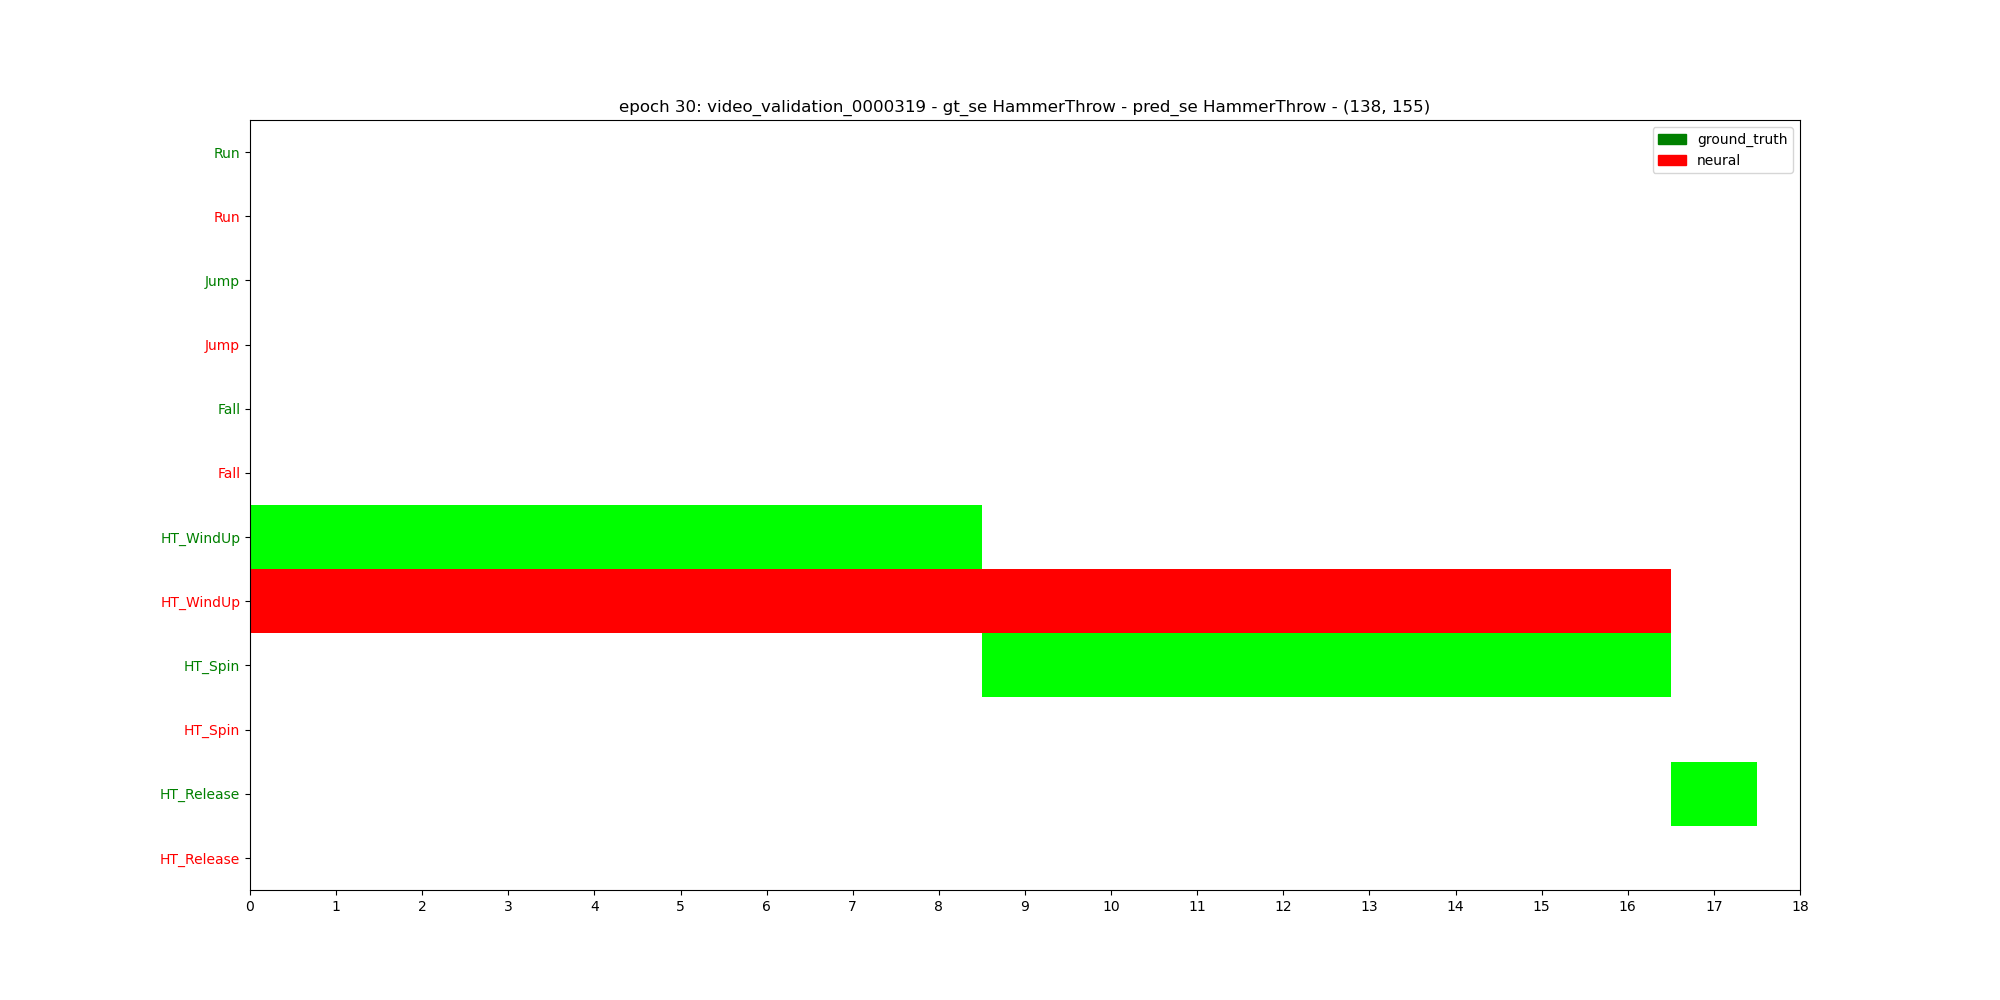 epoch 30: video_validation_0000319 - gt_se HammerThrow - pred_se HammerThrow - (138, 155)
ground_truth
neural
Run
Run
Jump
Jump
Fall
Fall
HT_WindUp
HT_WindUp
HT_Spin
HT_Spin
HT_Release
HT_Release
0 1 2 3 4 5 6 7 8 9 10 11 12 13 14 15 16 17 18